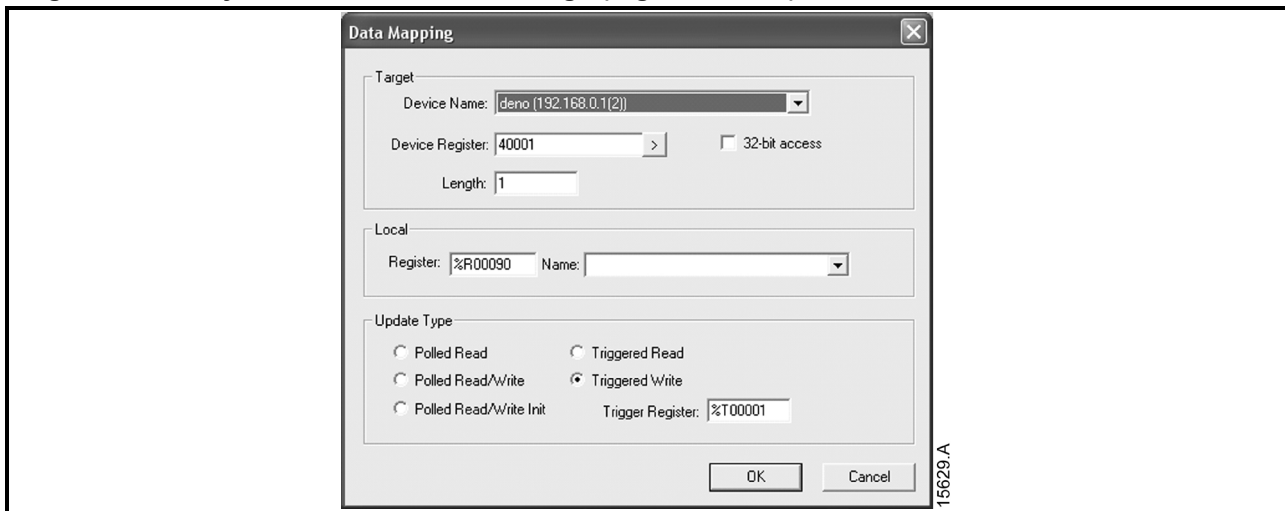 Data Mapping
Target
Device Name: deno (192.168.0.1(2))
Device Register: 40001 > 32-bit access
Length: 1
Local
Register: %R00090 Name:
Update Type
Polled Read Triggered Read
Polled Read/Write Triggered Write
Polled Read/Write Init Trigger Register: %T00001
OK Cancel
15629.A